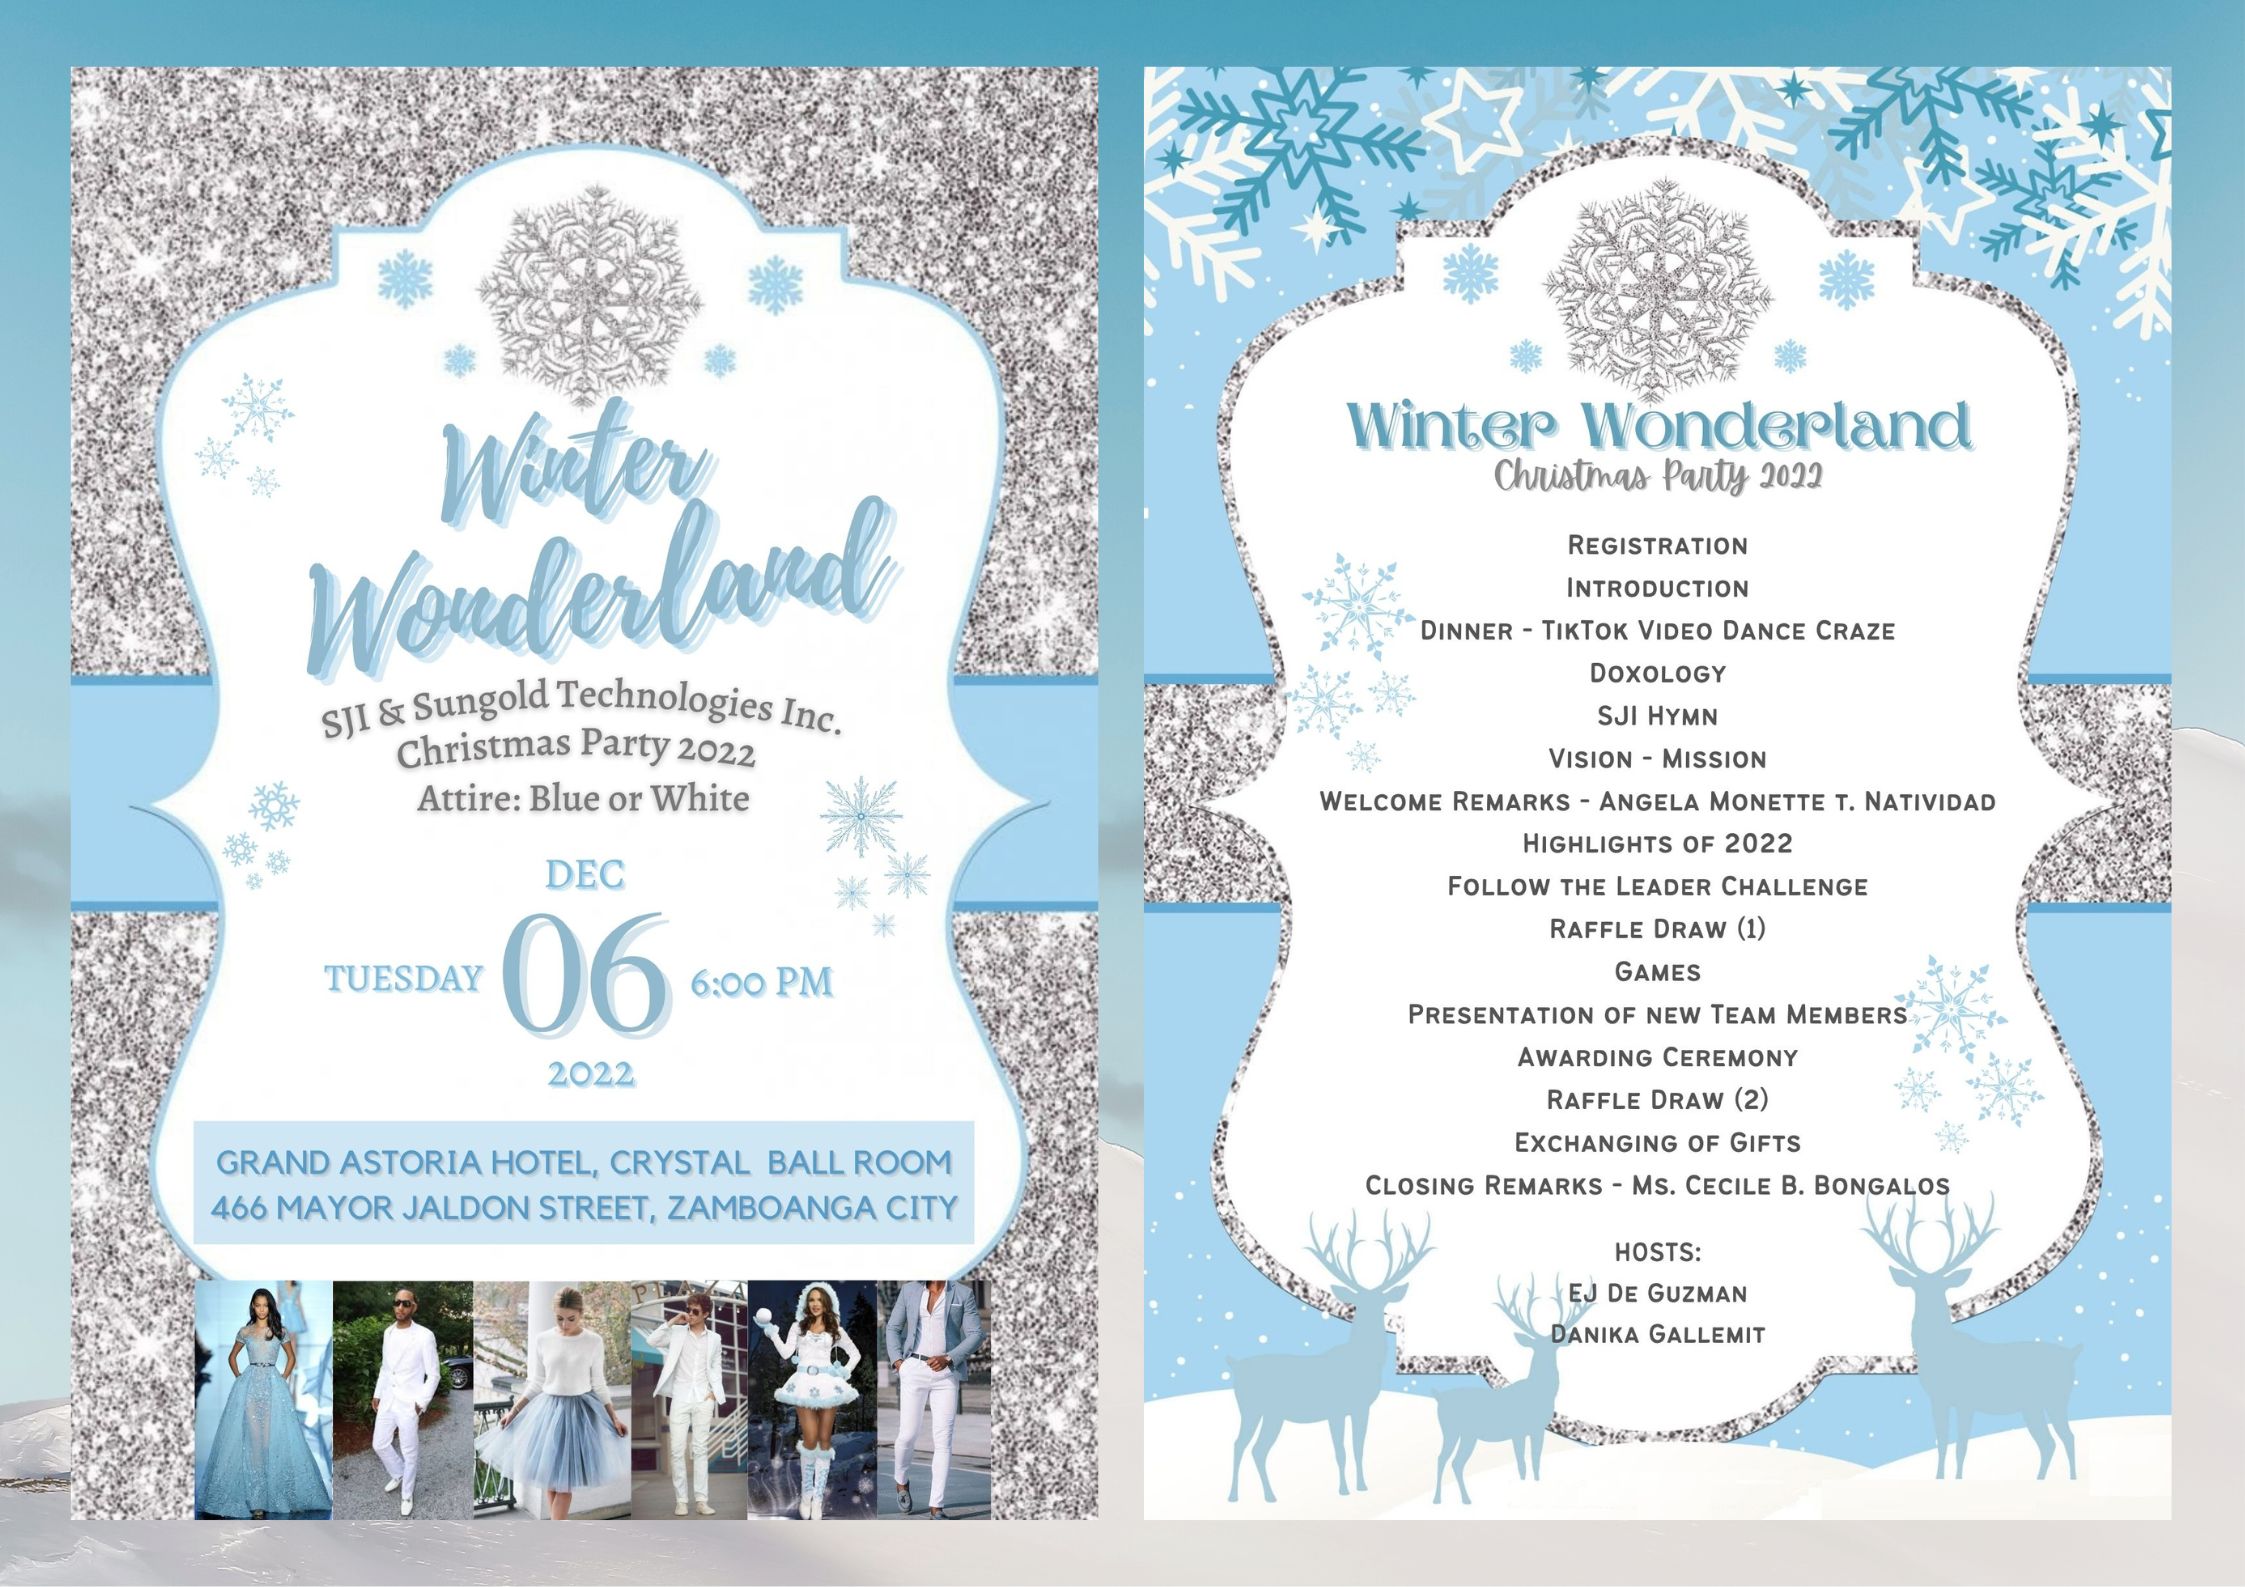 Winter
Wonderland
SJI & Sungold Technologies Inc.
Christmas Party 2022
Attire: Blue or White
DEC
TUESDAY 06 6:00 PM
2022
GRAND ASTORIA HOTEL, CRYSTAL BALL ROOM
466 MAYOR JALDON STREET, ZAMBOANGA CITY
PLAZA
Winter Wonderland
Christmas Party 2022
Registration
Introduction
Dinner - TikTok Video Dance Craze
Doxology
SJI Hymn
Vision - Mission
Welcome Remarks - Angela Monette t. Natividad
Highlights of 2022
Follow the Leader Challenge
Raffle Draw (1)
Games
Presentation of new Team Members
Awarding Ceremony
Raffle Draw (2)
Exchanging of Gifts
Closing Remarks - Ms. Cecile B. Bongalos
HOSTS:
EJ De Guzman
Danika Gallemit